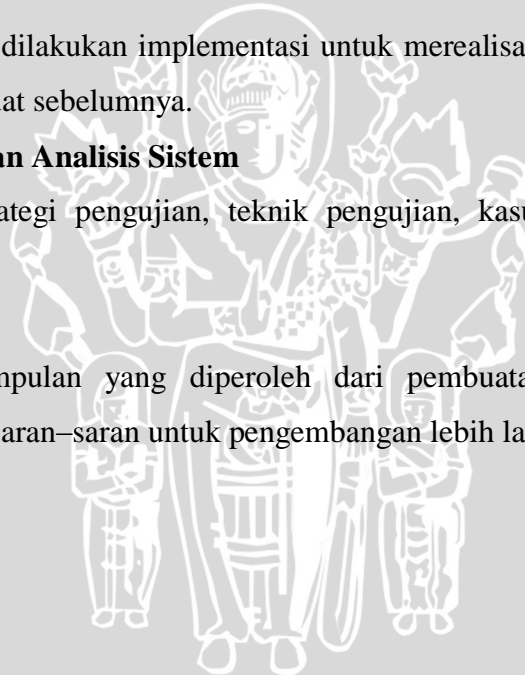 dilakukan implementasi untuk merealisa
at sebelumnya.
an Analisis Sistem
ategi pengujian, teknik pengujian, kasu
mpulan yang diperoleh dari pembuata
aran–saran untuk pengembangan lebih la